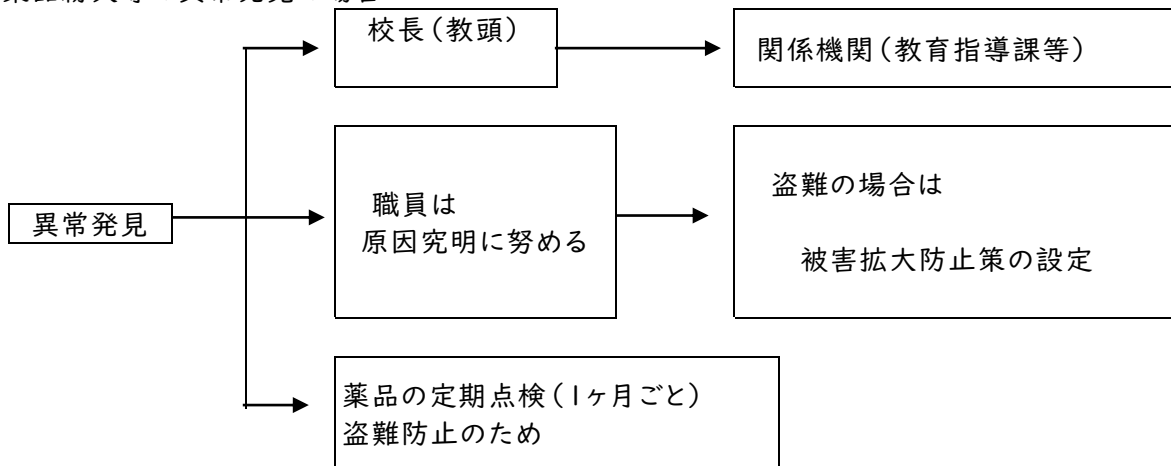 校長(教頭)
関係機関(教育指導課等)
異常発見
職員は
原因究明に努める
盗難の場合は
被害拡大防止策の設定
薬品の定期点検(1ヶ月ごと)
盗難防止のため